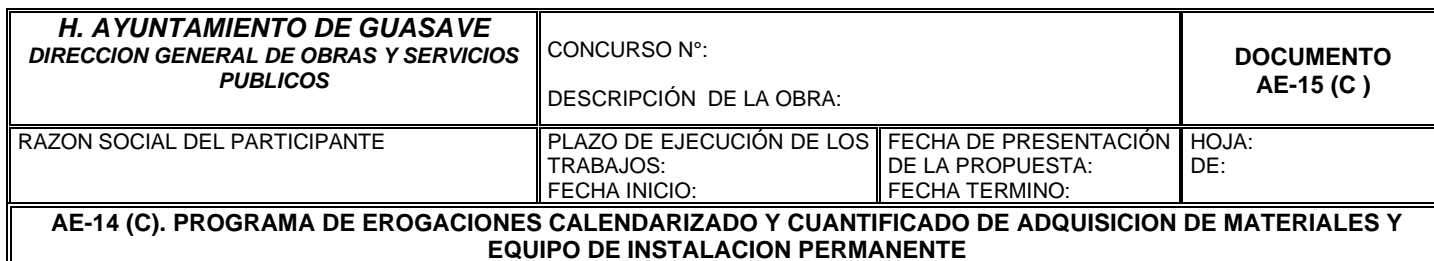 H. AYUNTAMIENTO DE GUASAVE
DIRECCION GENERAL DE OBRAS Y SERVICIOS
PUBLICOS
CONCURSO N°:
DESCRIPCIÓN DE LA OBRA:
DOCUMENTO
AE-15 (C )
RAZON SOCIAL DEL PARTICIPANTE
PLAZO DE EJECUCIÓN DE LOS
TRABAJOS:
FECHA INICIO:
FECHA DE PRESENTACIÓN
DE LA PROPUESTA:
FECHA TERMINO:
HOJA:
DE:
AE-14 (C). PROGRAMA DE EROGACIONES CALENDARIZADO Y CUANTIFICADO DE ADQUISICION DE MATERIALES Y
EQUIPO DE INSTALACION PERMANENTE